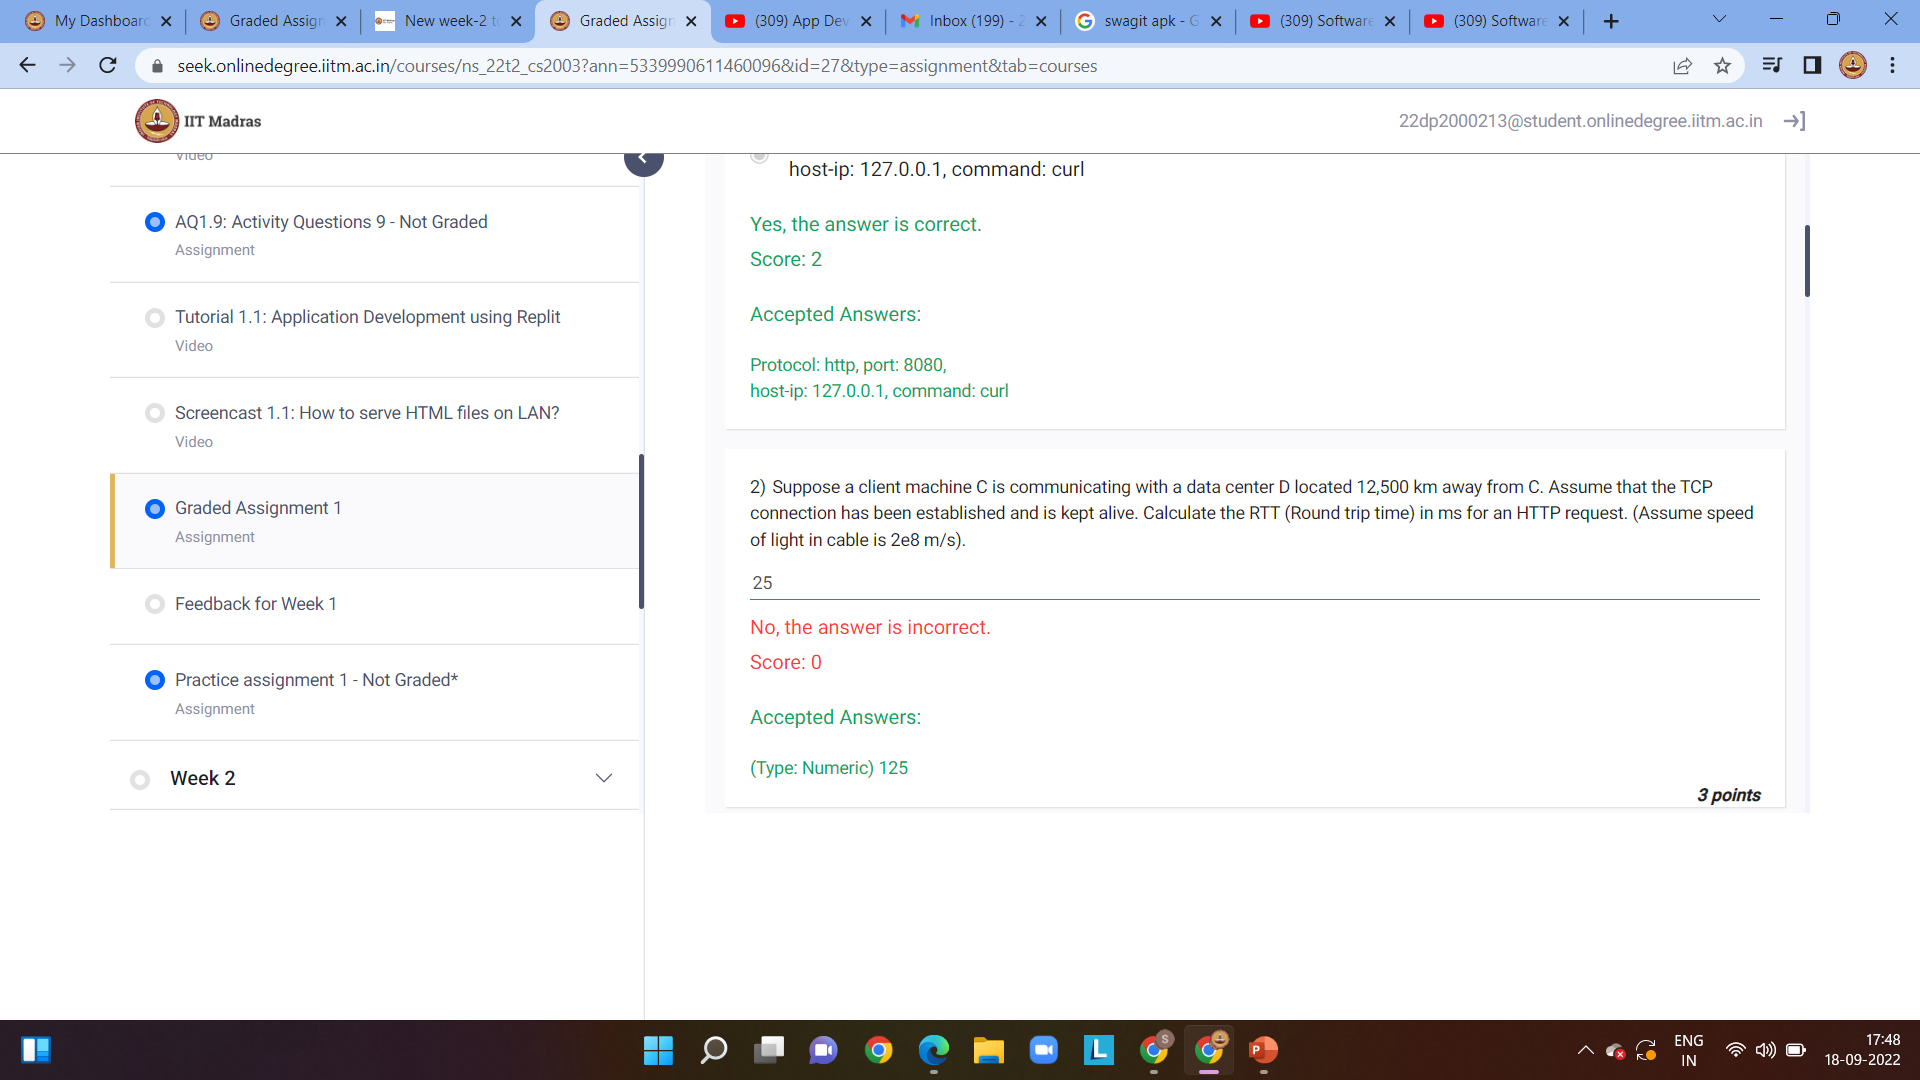 My Dashboard
Graded Assign
New week-2 t
Graded Assign
(309) App Dev
Inbox (199) - 2
swagit apk - G
(309) Software
(309) Software
seek.onlinedegree.iitm.ac.in/courses/ns_22t2_cs2003?ann=5339990611460096&id=27&type=assignment&tab=courses
IIT Madras
22dp2000213@student.onlinedegree.iitm.ac.in
Video
AQ1.9: Activity Questions 9 - Not Graded
Assignment
Tutorial 1.1: Application Development using Replit
Video
Screencast 1.1: How to serve HTML files on LAN?
Video
Graded Assignment 1
Assignment
Feedback for Week 1
Practice assignment 1 - Not Graded*
Assignment
Week 2
host-ip: 127.0.0.1, command: curl
Yes, the answer is correct.
Score: 2
Accepted Answers:
Protocol: http, port: 8080,
host-ip: 127.0.0.1, command: curl
2) Suppose a client machine C is communicating with a data center D located 12,500 km away from C. Assume that the TCP
connection has been established and is kept alive. Calculate the RTT (Round trip time) in ms for an HTTP request. (Assume speed
of light in cable is 2e8 m/s).
25
No, the answer is incorrect.
Score: 0
Accepted Answers:
(Type: Numeric) 125
3 points
ENG
IN
17:48
18-09-2022